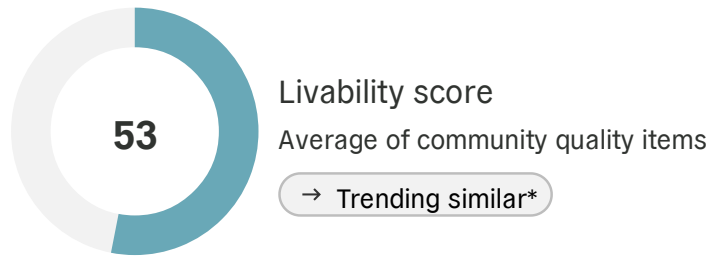 53
Livability score
Average of community quality items
→ Trending similar*